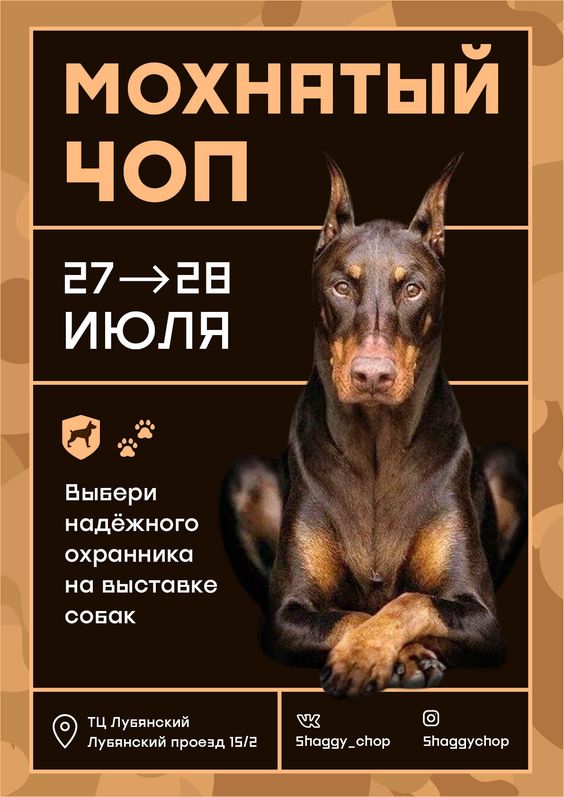 МОХНАТЫЙ
ЧОП
27→28
ИЮЛЯ
Выбери
надёжного
охранника
на выставке
собак
ТЦ Лубянский
Лубянский проезд 15/2
Shaggy_chop
Shaggychop